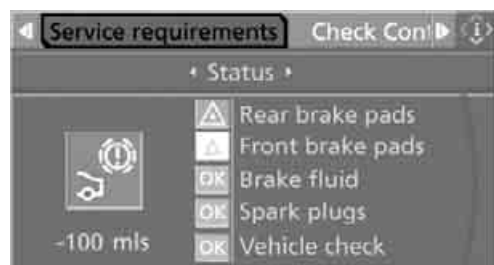 Service requirements Check Con
Status
Rear brake pads
Front brake pads
OK Brake fluid
OK Spark plugs
-100 mls OK Vehicle check